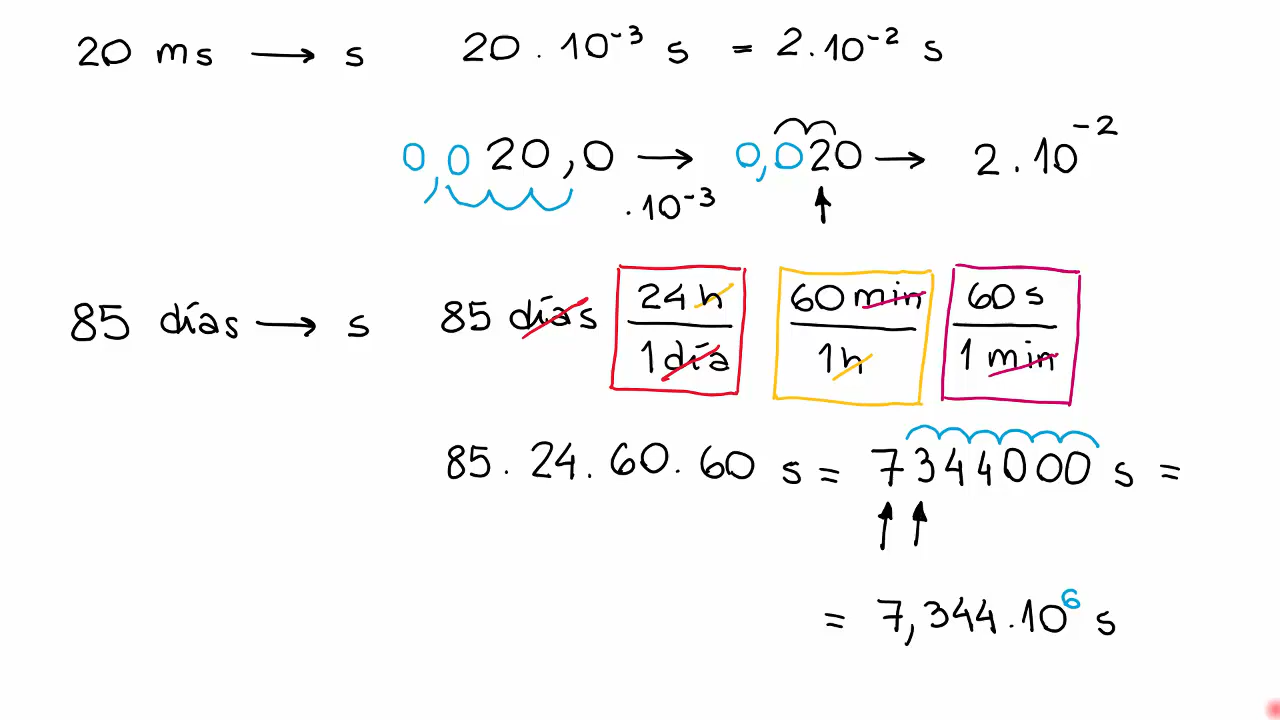 20 ms → s 20 · 10⁻³ s = 2 · 10⁻² s
0,020,0 → 0,020 → 2 · 10⁻²
· 10⁻³
85 días → s 85 días 24 h / 1 día 60 min / 1 h 60 s / 1 min
85 · 24 · 60 · 60 s = 7344000 s =
= 7,344 · 10⁶ s